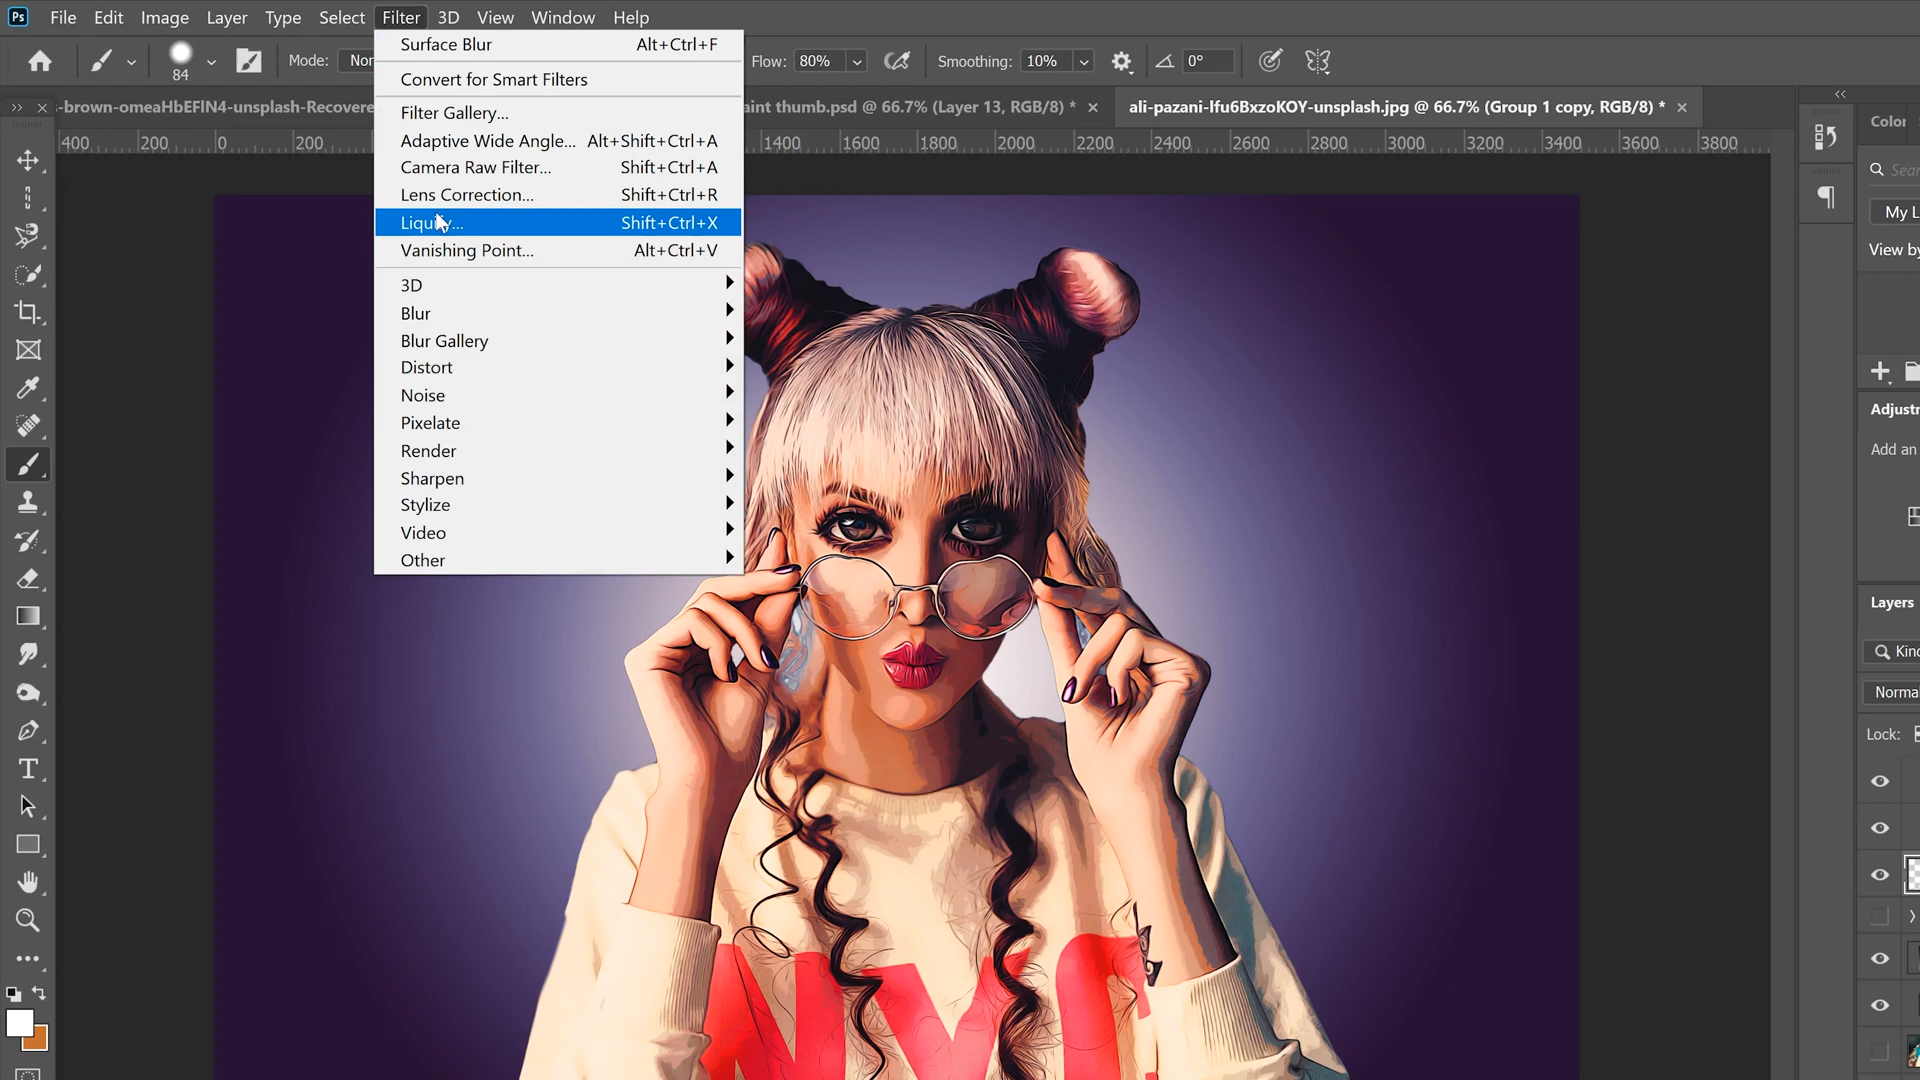 Ps File Edit Image Layer Type Select Filter 3D View Window Help
84 Mode: Flow: 80% Smoothing: 10% 0°
-brown-omeaHbEFIN4-unsplash-Recovere aint thumb.psd @ 66.7% (Layer 13, RGB/8) * ali-pazani-lfu6BxzoKOY-unsplash.jpg @ 66.7% (Group 1 copy, RGB/8) *
400 200 0 200 1400 1600 1800 2000 2200 2400 2600 2800 3000 3200 3400 3600 3800
Surface Blur Alt+Ctrl+F
Convert for Smart Filters
Filter Gallery...
Adaptive Wide Angle... Alt+Shift+Ctrl+A
Camera Raw Filter... Shift+Ctrl+A
Lens Correction... Shift+Ctrl+R
Liquify... Shift+Ctrl+X
Vanishing Point... Alt+Ctrl+V
3D
Blur
Blur Gallery
Distort
Noise
Pixelate
Render
Sharpen
Stylize
Video
Other
Color
Sear
My L
View by
Adjustm
Add an
Layers
Kind
Norma
Lock: